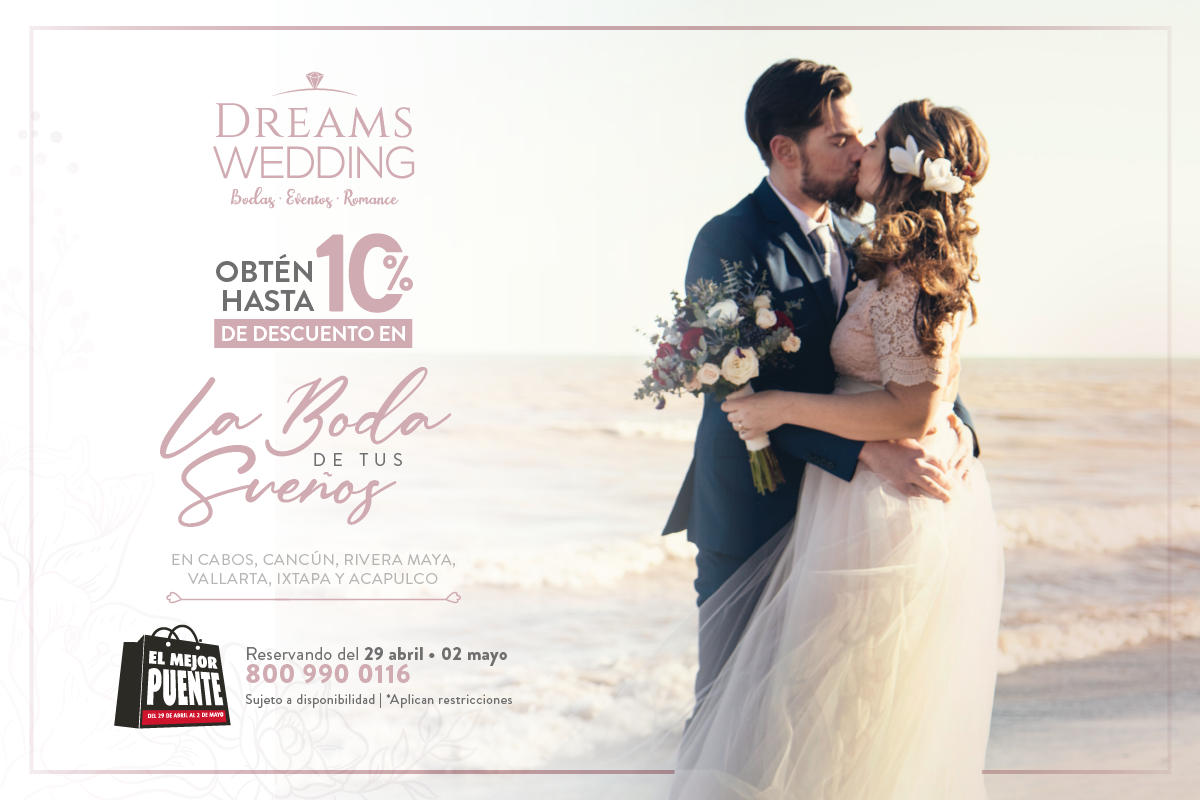 DREAMS
WEDDING
Bodas · Eventos · Romance
OBTÉN
HASTA
10%
DE DESCUENTO EN
La Boda
DE TUS
Sueños
EN CABOS, CANCÚN, RIVERA MAYA,
VALLARTA, IXTAPA Y ACAPULCO
EL MEJOR
PUENTE
DEL 29 DE ABRIL AL 2 DE MAYO
Reservando del 29 abril • 02 mayo
800 990 0116
Sujeto a disponibilidad | *Aplican restricciones